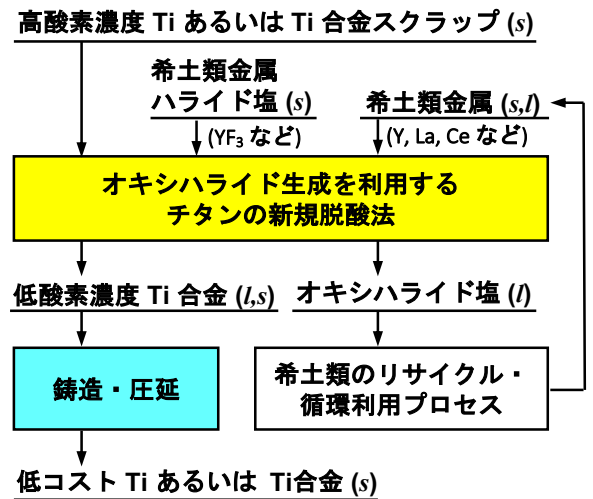 高酸素濃度 Ti あるいは Ti 合金スクラップ (s)
希土類金属
ハライド塩 (s)
(YF₃ など)
希土類金属 (s,l)
(Y, La, Ce など)
オキシハライド生成を利用する
チタンの新規脱酸法
低酸素濃度 Ti 合金 (l,s)
オキシハライド塩 (l)
鋳造・圧延
希土類のリサイクル・
循環利用プロセス
低コスト Ti あるいは Ti合金 (s)